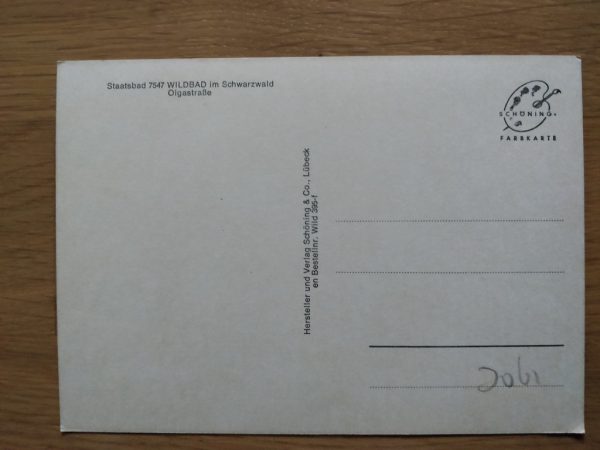 Staatsbad 7547 WILDBAD im Schwarzwald
Olgastraße
SCHÖNING
FARBKARTE
Hersteller und Verlag Schöning & Co., Lübeck
en Bestellnr. Wild 395-f